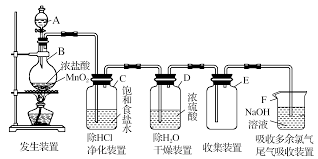 A
B
浓盐酸
MnO₂
C
饱和食盐水
D
浓硫酸
E
F
NaOH
溶液
发生装置
除HCl
净化装置
除H₂O
干燥装置
收集装置
吸收多余氯气
尾气吸收装置